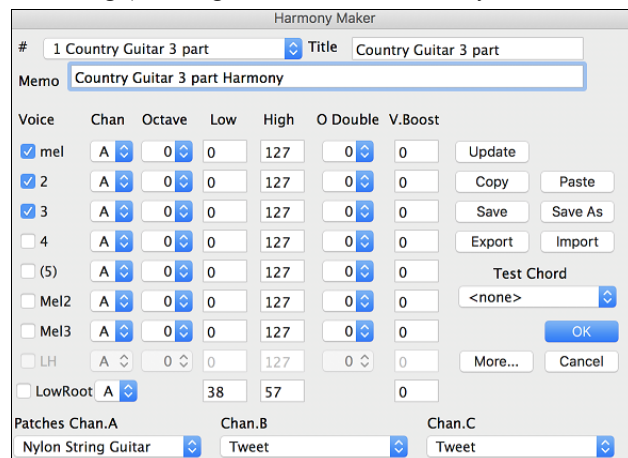 Harmony Maker
# 1 Country Guitar 3 part Title Country Guitar 3 part
Memo Country Guitar 3 part Harmony
Voice Chan Octave Low High O Double V.Boost
mel A 0 0 127 0 0 Update
2 A 0 0 127 0 0 Copy Paste
3 A 0 0 127 0 0 Save Save As
4 A 0 0 127 0 0 Export Import
(5) A 0 0 127 0 0 Test Chord
Mel2 A 0 0 127 0 0 <none>
Mel3 A 0 0 127 0 0 OK
LH A 0 0 127 0 0 More... Cancel
LowRoot A 38 57 0
Patches Chan.A Chan.B Chan.C
Nylon String Guitar Tweet Tweet